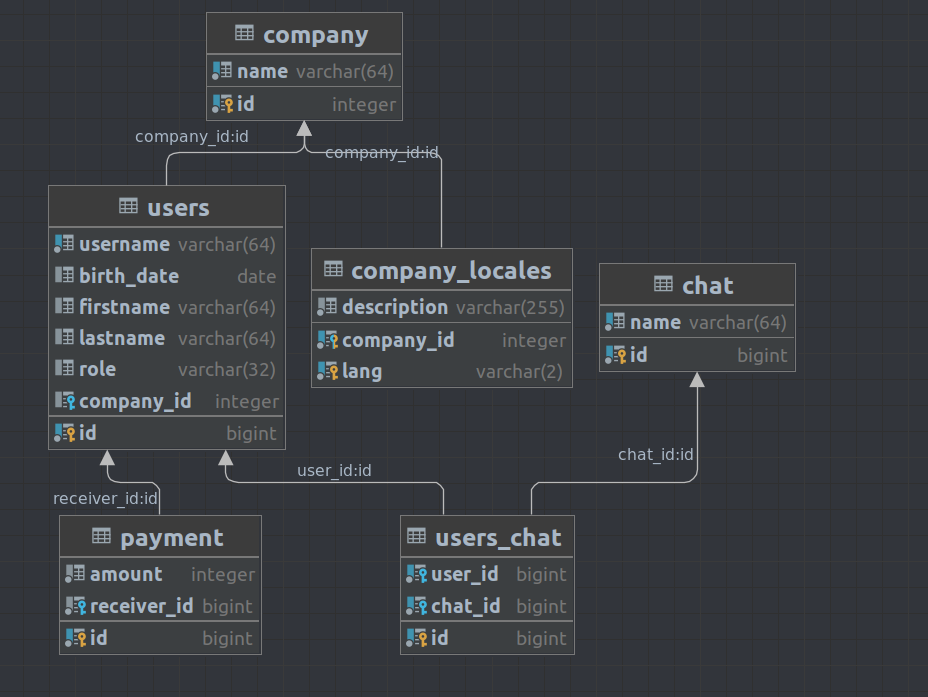 company
name varchar(64)
id integer
company_id:id
company_id:id
users
username varchar(64)
birth_date date
firstname varchar(64)
lastname varchar(64)
role varchar(32)
company_id integer
id bigint
company_locales
description varchar(255)
company_id integer
lang varchar(2)
chat
name varchar(64)
id bigint
chat_id:id
user_id:id
receiver_id:id
payment
amount integer
receiver_id bigint
id bigint
users_chat
user_id bigint
chat_id bigint
id bigint